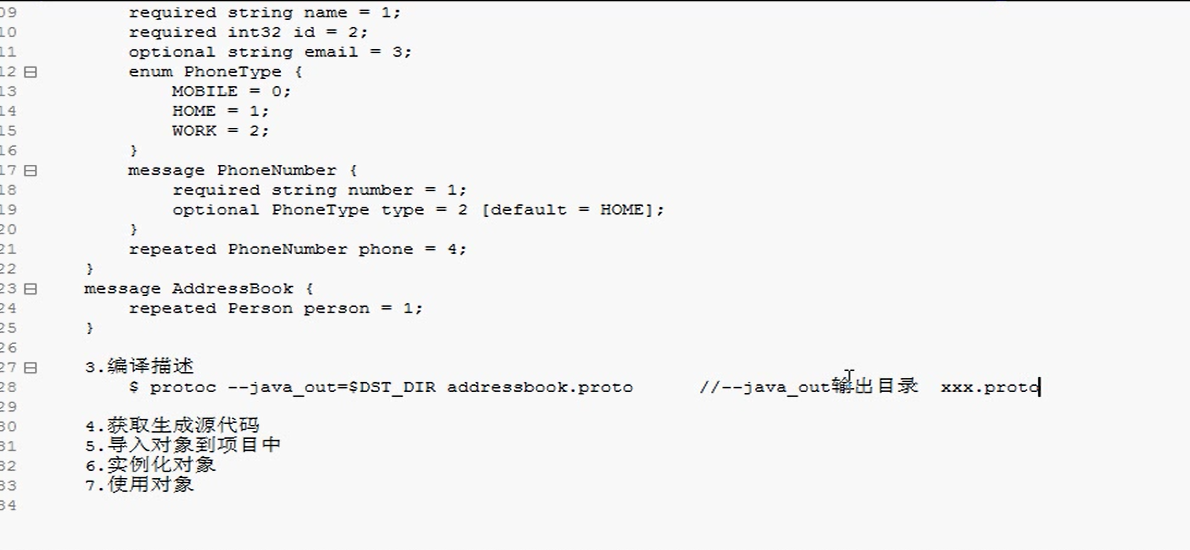 09 required string name = 1;
10 required int32 id = 2;
11 optional string email = 3;
12 enum PhoneType {
13 MOBILE = 0;
14 HOME = 1;
15 WORK = 2;
16 }
17 message PhoneNumber {
18 required string number = 1;
19 optional PhoneType type = 2 [default = HOME];
20 }
21 repeated PhoneNumber phone = 4;
22 }
23 message AddressBook {
24 repeated Person person = 1;
25 }
26
27 3.编译描述
28 $ protoc --java_out=$DST_DIR addressbook.proto //--java_out输出目录 xxx.proto
29
30 4.获取生成源代码
31 5.导入对象到项目中
32 6.实例化对象
33 7.使用对象
34